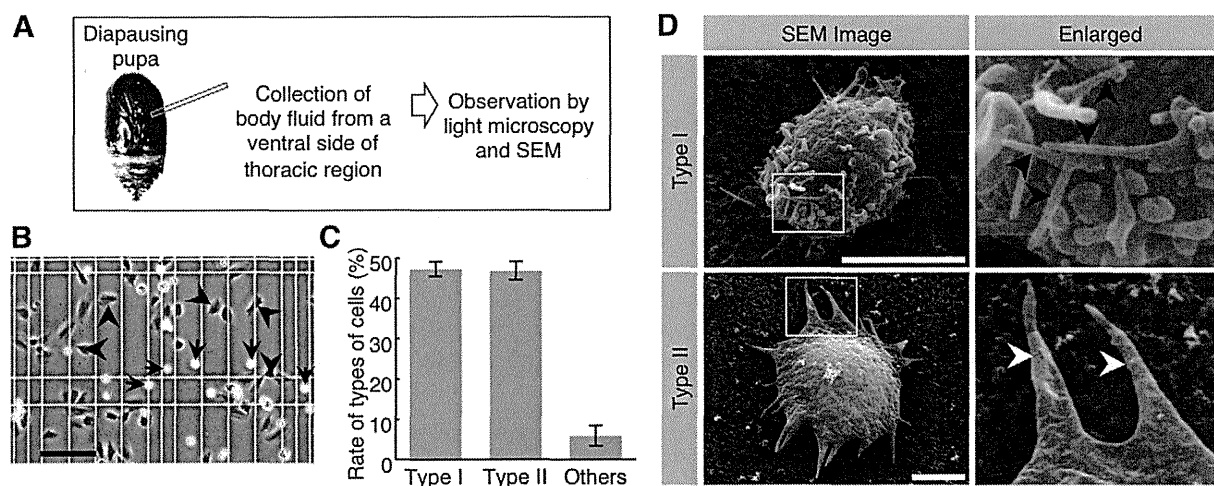 A
Diapausing
pupa
Collection of
body fluid from a
ventral side of
thoracic region
Observation by
light microscopy
and SEM
B
C
Rate of types of cells (%)
50
40
30
20
10
0
Type I
Type II
Others
D
SEM Image
Enlarged
Type I
Type II